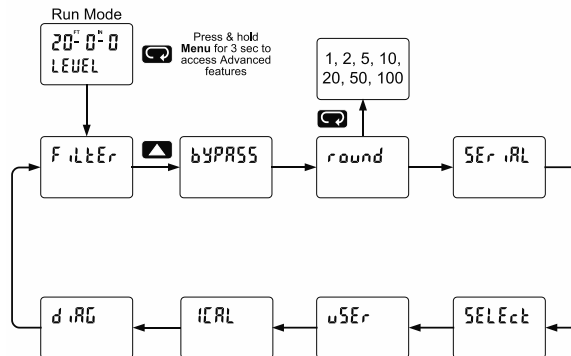 Run Mode
20 FT- 0 IN- 0
LEVEL
Press & hold
Menu for 3 sec to
access Advanced
features
1, 2, 5, 10,
20, 50, 100
FiLtEr
bYPASS
round
SEriAL
diAG
ICAL
uSEr
SELEct